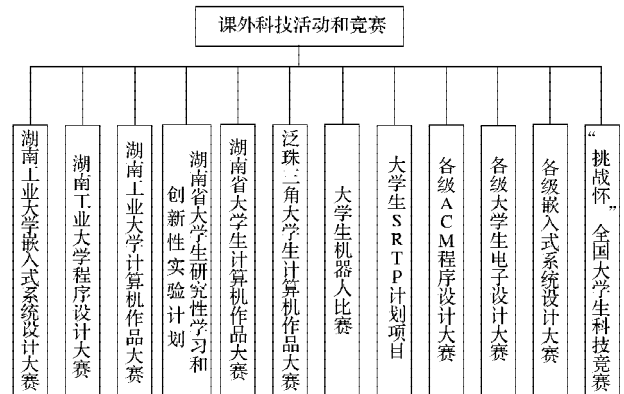 课外科技活动和竞赛
湖南工业大学嵌入式系统设计大赛
湖南工业大学程序设计大赛
湖南工业大学计算机作品大赛
湖南省大学生研究性学习和
创新性实验计划
湖南省大学生计算机作品大赛
泛珠三角大学生计算机作品大赛
大学生机器人比赛
大学生SRTP计划项目
各级ACM程序设计大赛
各级大学生电子设计大赛
各级嵌入式系统设计大赛
“挑战怀”全国大学生科技竞赛